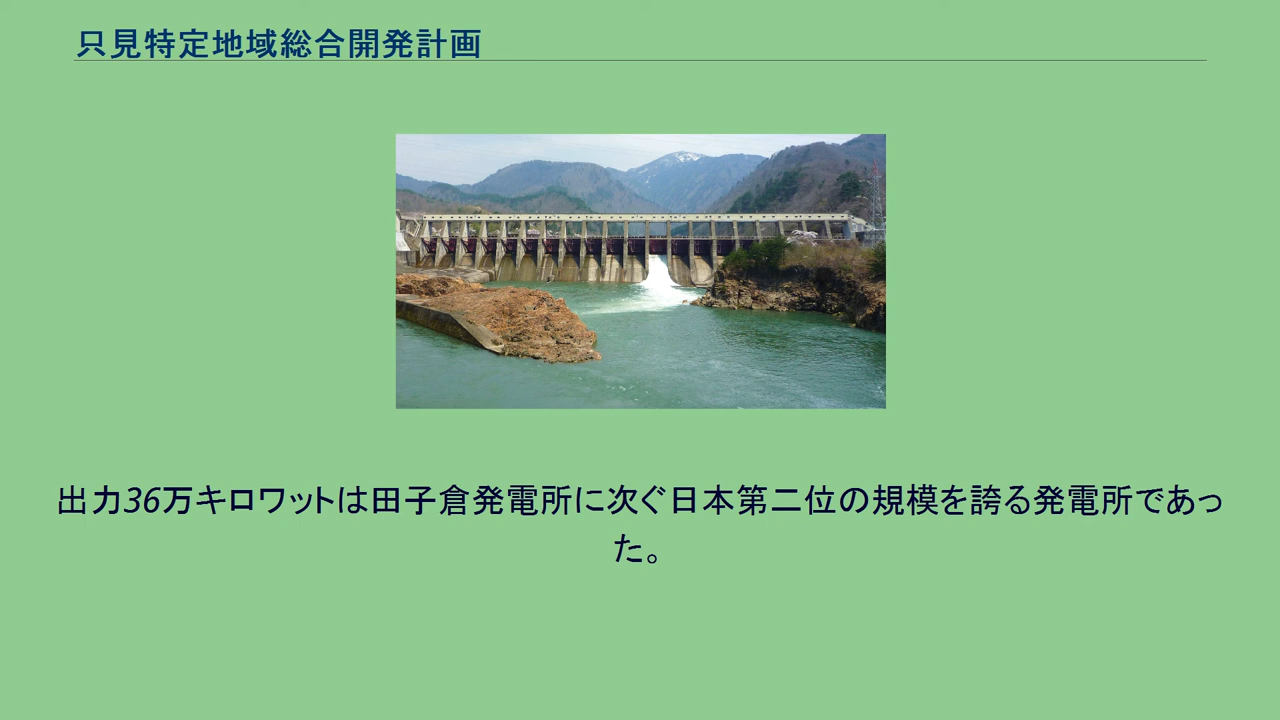 只見特定地域総合開発計画
出力36万キロワットは田子倉発電所に次ぐ日本第二位の規模を誇る発電所であっ
た。